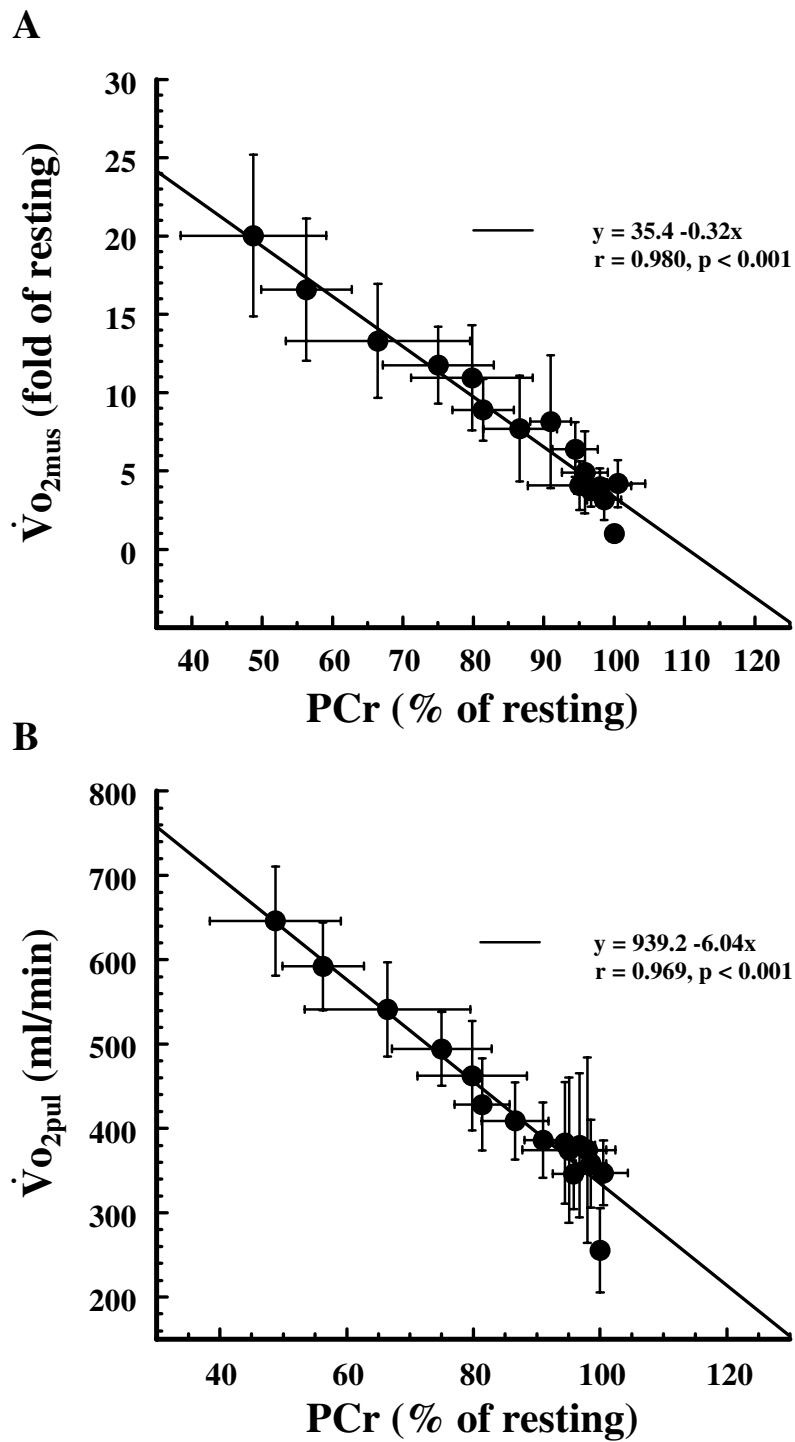 A
30
25
20
15
10
5
0
V̇o2mus (fold of resting)
y = 35.4 -0.32x
r = 0.980, p < 0.001
40 50 60 70 80 90 100 110 120
PCr (% of resting)
B
800
700
600
500
400
300
200
V̇o2pul (ml/min)
y = 939.2 -6.04x
r = 0.969, p < 0.001
40 60 80 100 120
PCr (% of resting)